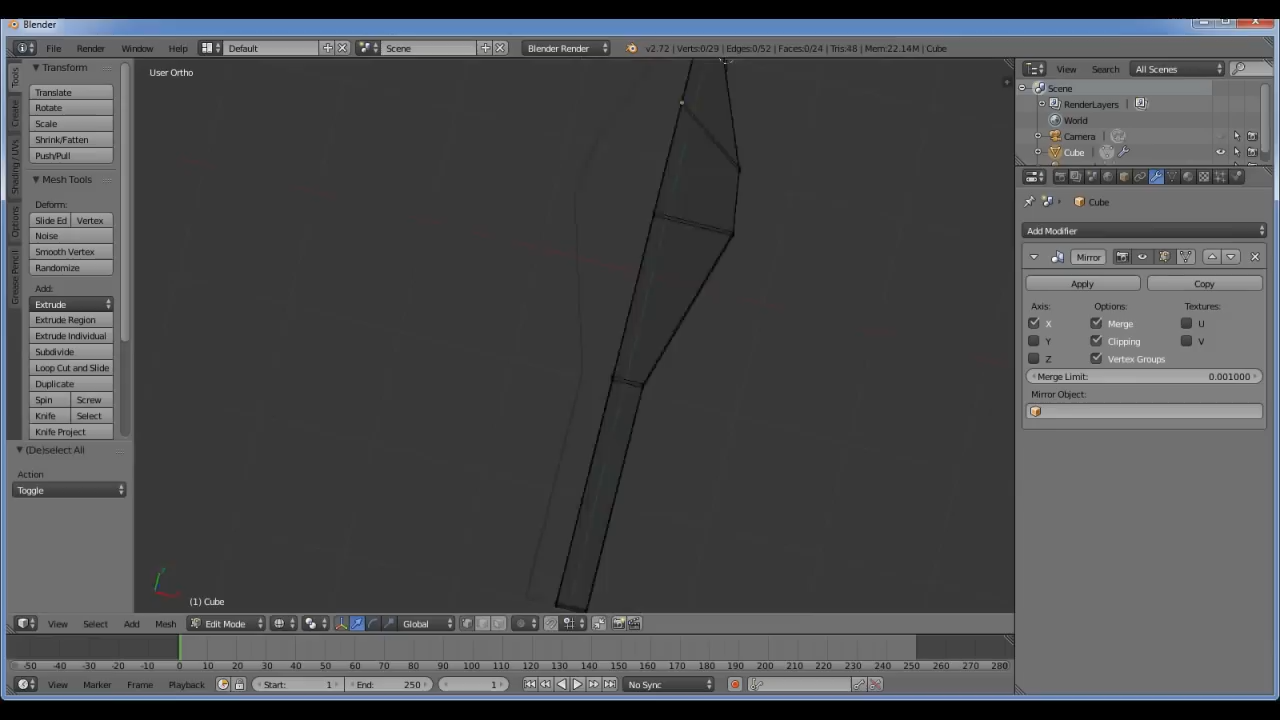 Blender
File Render Window Help Default Scene Blender Render v2.72 | Verts:0/29 | Edges:0/52 | Faces:0/24 | Tris:48 | Mem:22.14M | Cube
Tools
Create
Shading / UVs
Options
Grease Pencil
Transform
Translate
Rotate
Scale
Shrink/Fatten
Push/Pull
Mesh Tools
Deform:
Slide Ed Vertex
Noise
Smooth Vertex
Randomize
Add:
Extrude
Extrude Region
Extrude Individual
Subdivide
Loop Cut and Slide
Duplicate
Spin Screw
Knife Select
Knife Project
(De)select All
Action
Toggle
User Ortho
(1) Cube
View Select Add Mesh Edit Mode Global
-50 -40 -30 -20 -10 0 10 20 30 40 50 60 70 80 90 100 110 120 130 140 150 160 170 180 190 200 210 220 230 240 250 260 270 280
View Marker Frame Playback Start: 1 End: 250 1 No Sync
View Search All Scenes
Scene
RenderLayers
World
Camera
Cube
Cube
Add Modifier
Mirror
Apply Copy
Axis: Options: Textures:
X Merge U
Y Clipping V
Z Vertex Groups
Merge Limit: 0.001000
Mirror Object: